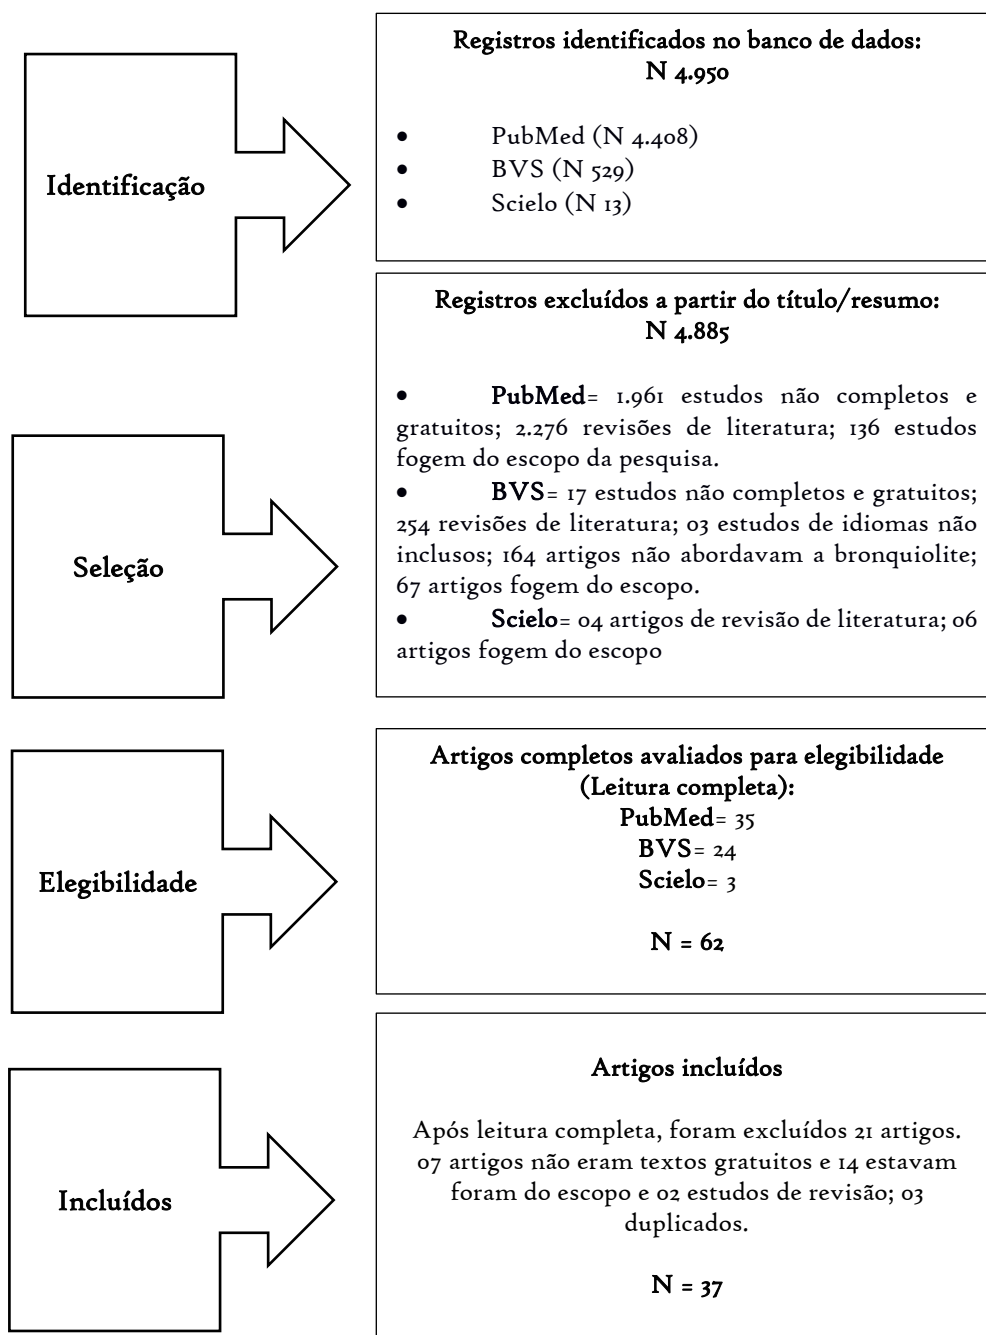 Identificação
Registros identificados no banco de dados:
N 4.950
• PubMed (N 4.408)
• BVS (N 529)
• Scielo (N 13)
Seleção
Registros excluídos a partir do título/resumo:
N 4.885
• PubMed= 1.961 estudos não completos e
gratuitos; 2.276 revisões de literatura; 136 estudos
fogem do escopo da pesquisa.
• BVS= 17 estudos não completos e gratuitos;
254 revisões de literatura; 03 estudos de idiomas não
inclusos; 164 artigos não abordavam a bronquiolite;
67 artigos fogem do escopo.
• Scielo= 04 artigos de revisão de literatura; 06
artigos fogem do escopo
Elegibilidade
Artigos completos avaliados para elegibilidade
(Leitura completa):
PubMed= 35
BVS= 24
Scielo= 3
N = 62
Incluídos
Artigos incluídos
Após leitura completa, foram excluídos 21 artigos.
07 artigos não eram textos gratuitos e 14 estavam
foram do escopo e 02 estudos de revisão; 03
duplicados.
N = 37